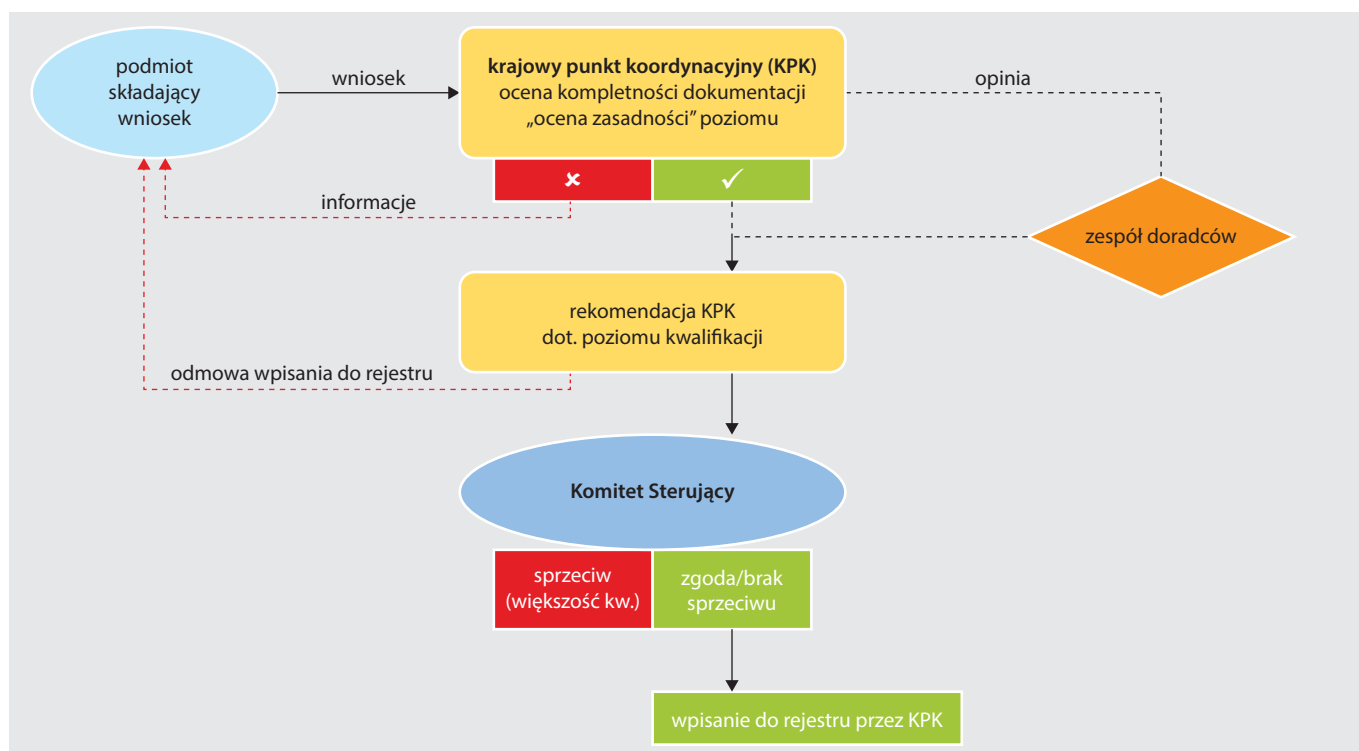 podmiot
składający
wniosek
wniosek
krajowy punkt koordynacyjny (KPK)
ocena kompletności dokumentacji
„ocena zasadności” poziomu
opinia
✘
✓
informacje
zespół doradców
rekomendacja KPK
dot. poziomu kwalifikacji
odmowa wpisania do rejestru
Komitet Sterujący
sprzeciw
(większość kw.)
zgoda/brak
sprzeciwu
wpisanie do rejestru przez KPK